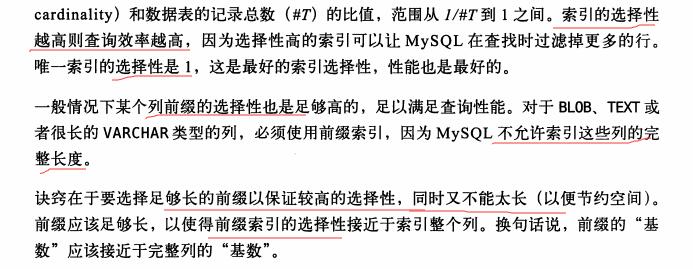 cardinality）和数据表的记录总数（#T）的比值，范围从 1/#T 到 1 之间。索引的选择性
越高则查询效率越高，因为选择性高的索引可以让 MySQL 在查找时过滤掉更多的行。
唯一索引的选择性是 1，这是最好的索引选择性，性能也是最好的。
一般情况下某个列前缀的选择性也是足够高的，足以满足查询性能。对于 BLOB、TEXT 或
者很长的 VARCHAR 类型的列，必须使用前缀索引，因为 MySQL 不允许索引这些列的完
整长度。
诀窍在于要选择足够长的前缀以保证较高的选择性，同时又不能太长（以便节约空间）。
前缀应该足够长，以使得前缀索引的选择性接近于索引整个列。换句话说，前缀的“基
数”应该接近于完整列的“基数”。